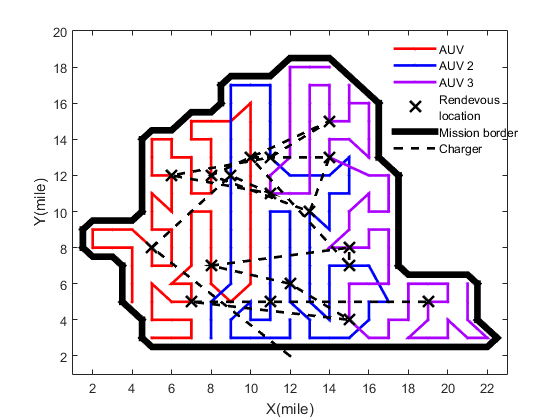 20
18
16
14
12
10
8
6
4
2
Y(mile)
AUV
AUV 2
AUV 3
Rendevous
location
Mission border
Charger
2 4 6 8 10 12 14 16 18 20 22
X(mile)